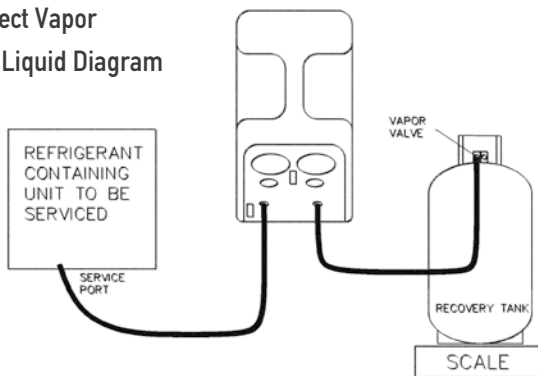 ect Vapor
Liquid Diagram
REFRIGERANT
CONTAINING
UNIT TO BE
SERVICED
SERVICE
PORT
VAPOR
VALVE
RECOVERY TANK
SCALE